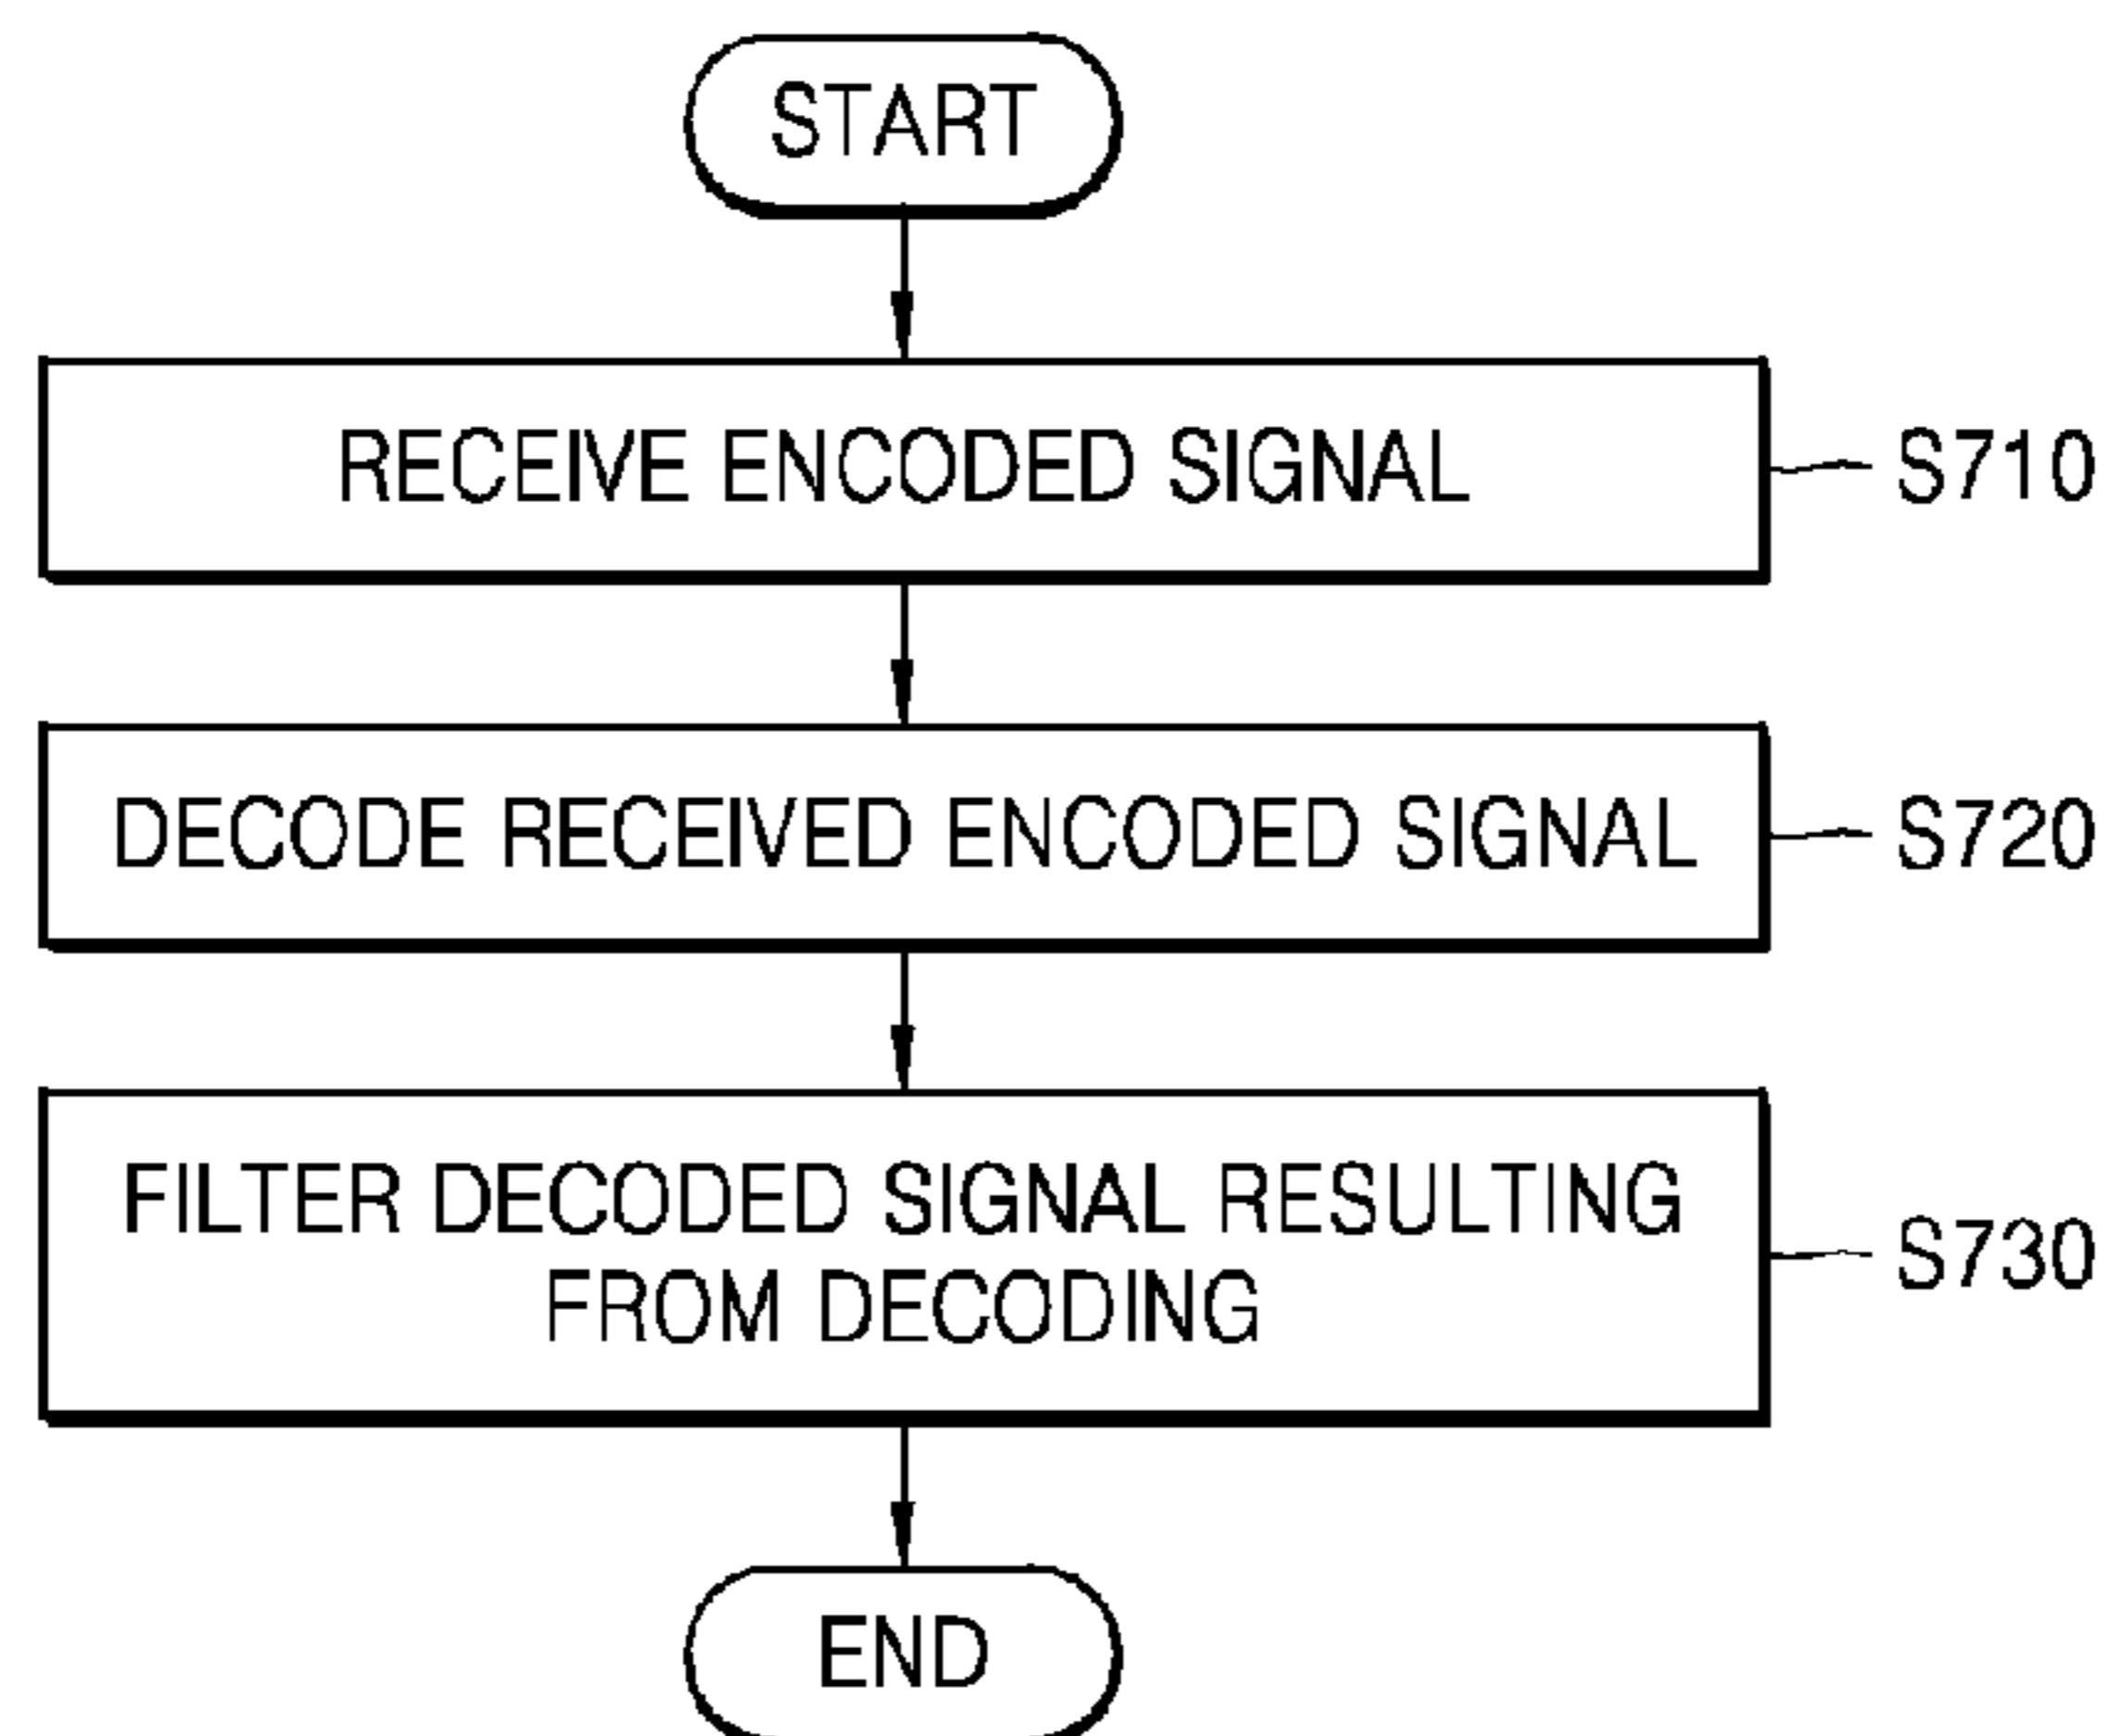 START
RECEIVE ENCODED SIGNAL
S710
DECODE RECEIVED ENCODED SIGNAL
S720
FILTER DECODED SIGNAL RESULTING
FROM DECODING
S730
END